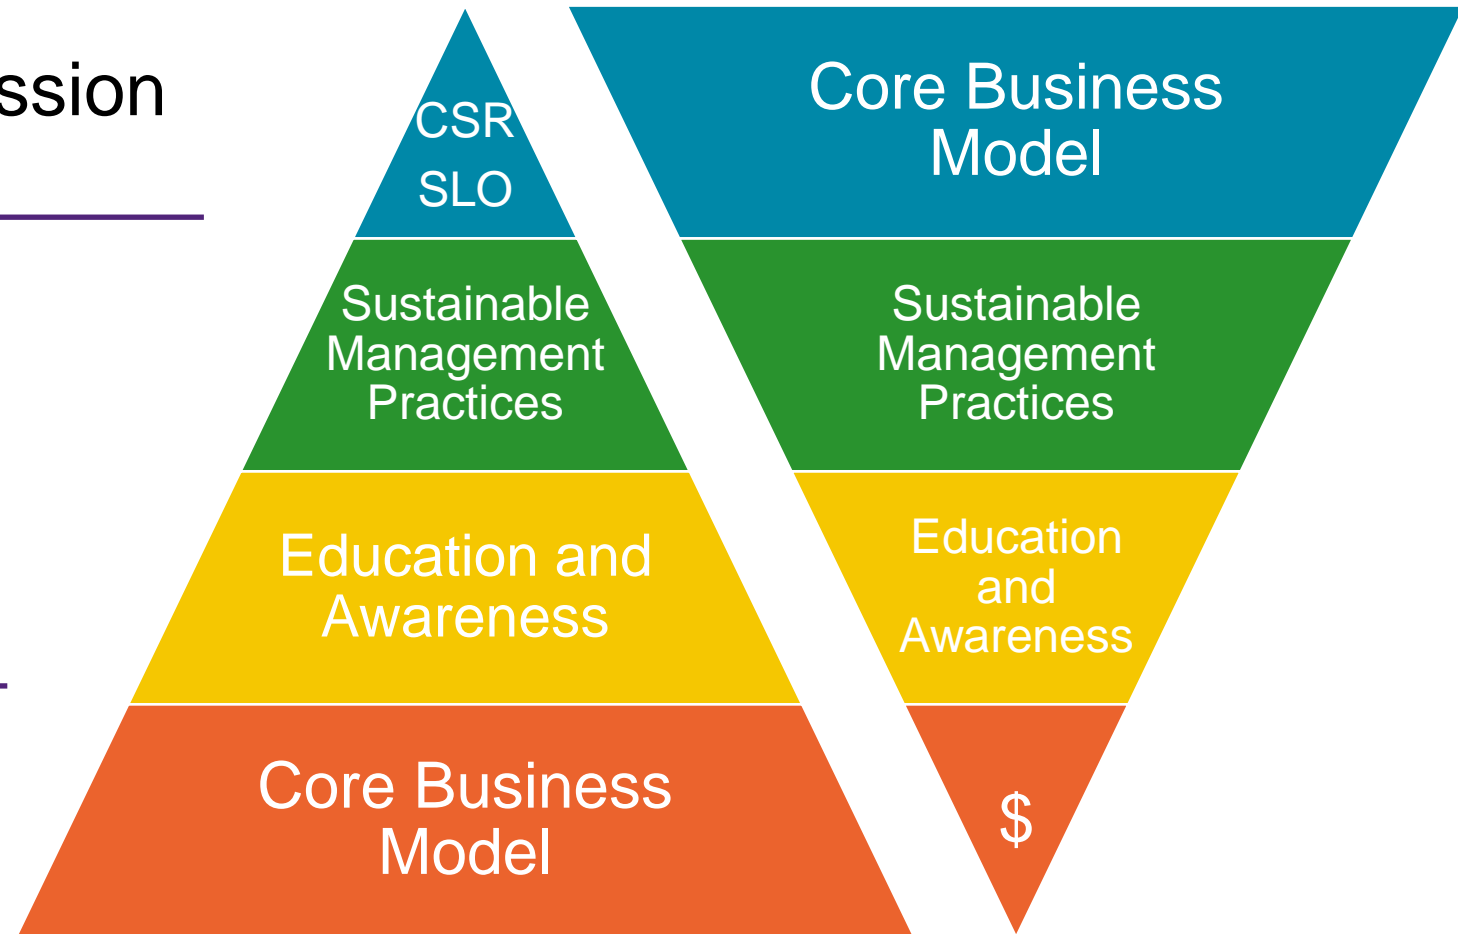 ssion
CSR
SLO
Sustainable
Management
Practices
Education and
Awareness
Core Business
Model
Core Business
Model
Sustainable
Management
Practices
Education
and
Awareness
$